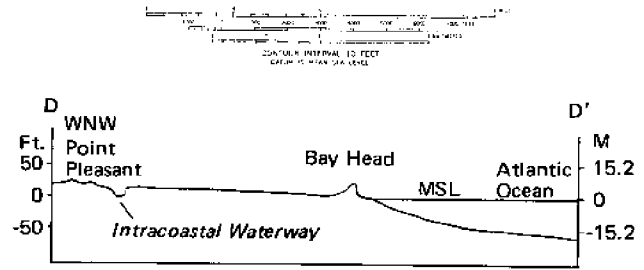 CONTOUR INTERVAL 10 FEET
DATUM IS MEAN SEA LEVEL
D
D'
WNW
Ft.
Point
Pleasant
50
0
-50
Intracoastal Waterway
Bay Head
MSL
Atlantic
Ocean
M
15.2
0
-15.2